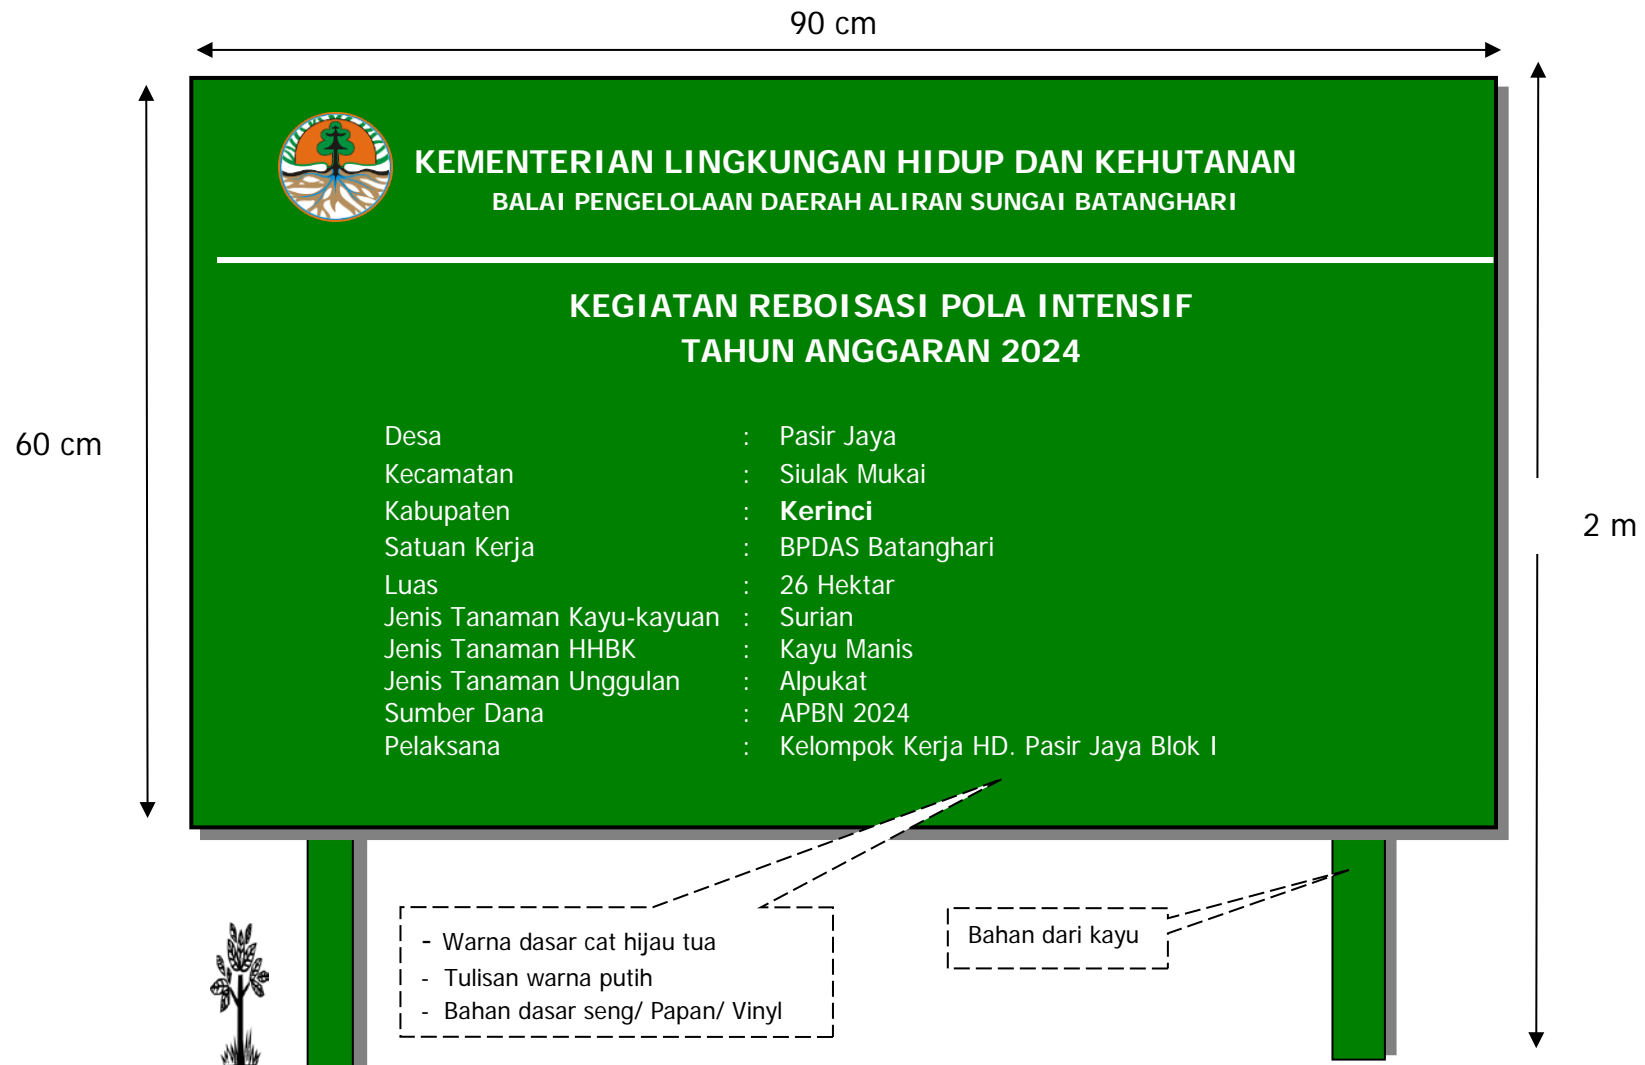 90 cm
KEMENTERIAN LINGKUNGAN HIDUP DAN KEHUTANAN
BALAI PENGELOLAAN DAERAH ALIRAN SUNGAI BATANGHARI
KEGIATAN REBOISASI POLA INTENSIF
TAHUN ANGGARAN 2024
60 cm
2 m
Desa : Pasir Jaya
Kecamatan : Siulak Mukai
Kabupaten : Kerinci
Satuan Kerja : BPDAS Batanghari
Luas : 26 Hektar
Jenis Tanaman Kayu-kayuan : Surian
Jenis Tanaman HHBK : Kayu Manis
Jenis Tanaman Unggulan : Alpukat
Sumber Dana : APBN 2024
Pelaksana : Kelompok Kerja HD. Pasir Jaya Blok I
- Warna dasar cat hijau tua
- Tulisan warna putih
- Bahan dasar seng/ Papan/ Vinyl
Bahan dari kayu